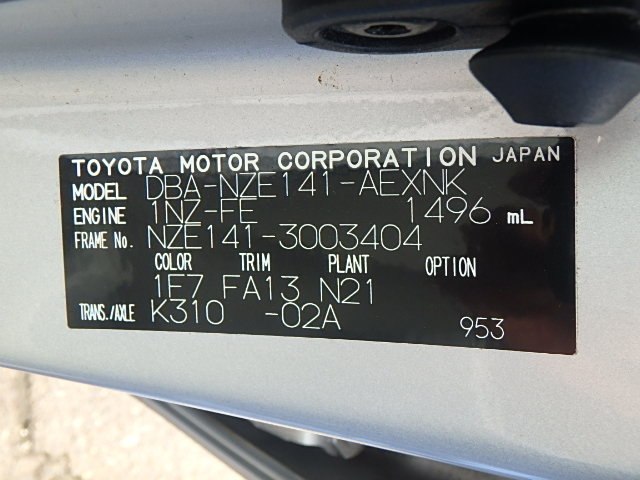 TOYOTA MOTOR CORPORATION JAPAN
MODEL DBA-NZE141-AEXNK
ENGINE 1NZ-FE 1496 mL
FRAME No. NZE141-3003404
COLOR TRIM PLANT OPTION
1F7 FA13 N21
TRANS./AXLE K310 -02A 953